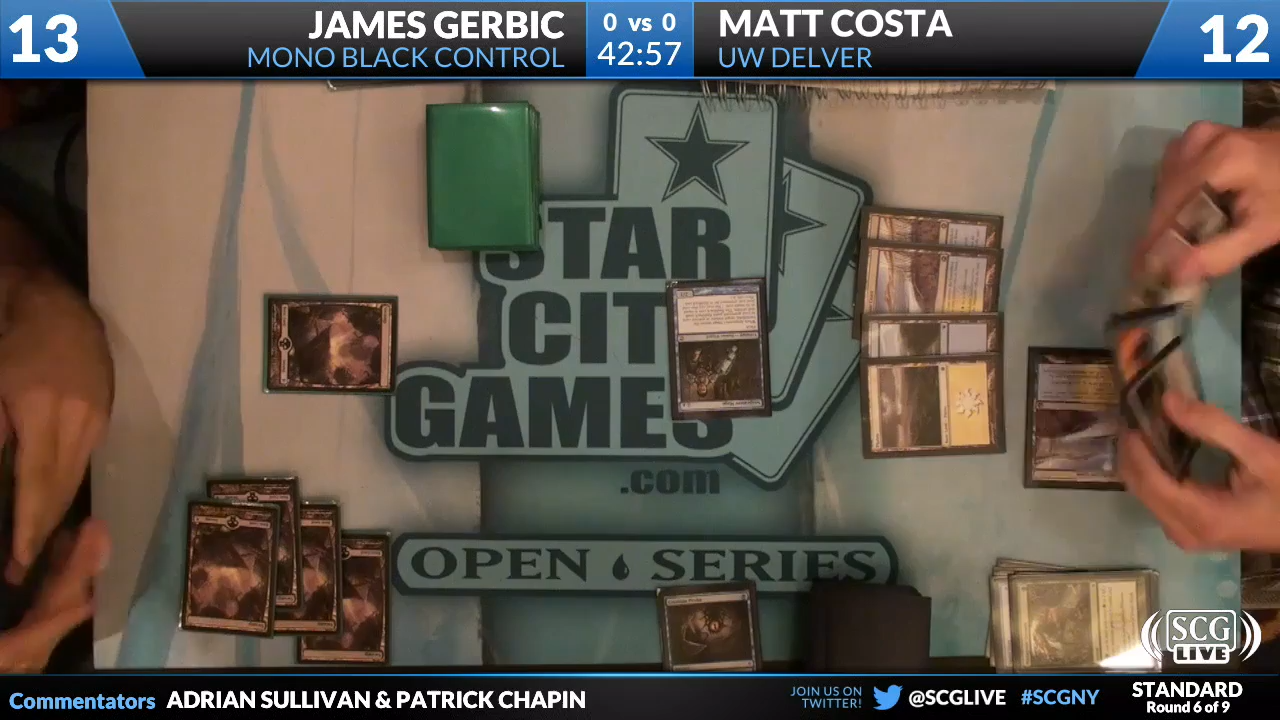 13
JAMES GERBIC
MONO BLACK CONTROL
0 vs 0
42:57
MATT COSTA
UW DELVER
12
STAR
CIT
GAMES
.com
OPEN SERIES
SCG
LIVE
Commentators ADRIAN SULLIVAN & PATRICK CHAPIN
JOIN US ON
TWITTER!
@SCGLIVE #SCGNY
STANDARD
Round 6 of 9